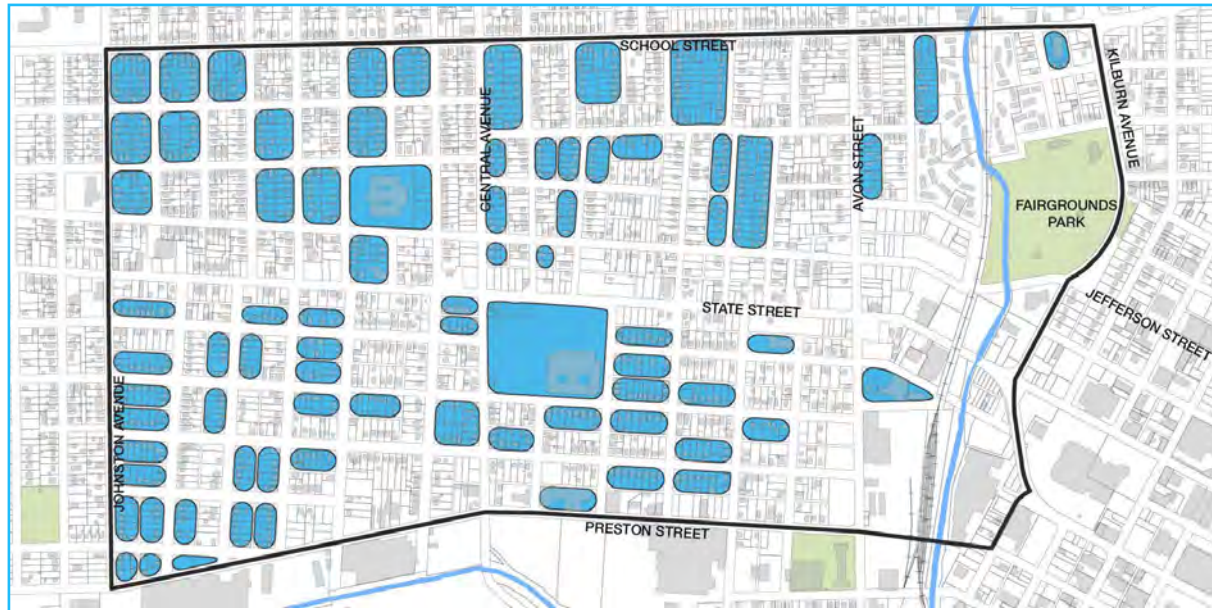 SCHOOL STREET
KILBURN AVENUE
CENTRAL AVENUE
AVON STREET
FAIRGROUNDS
PARK
STATE STREET
JEFFERSON STREET
JOHNSTON AVENUE
PRESTON STREET